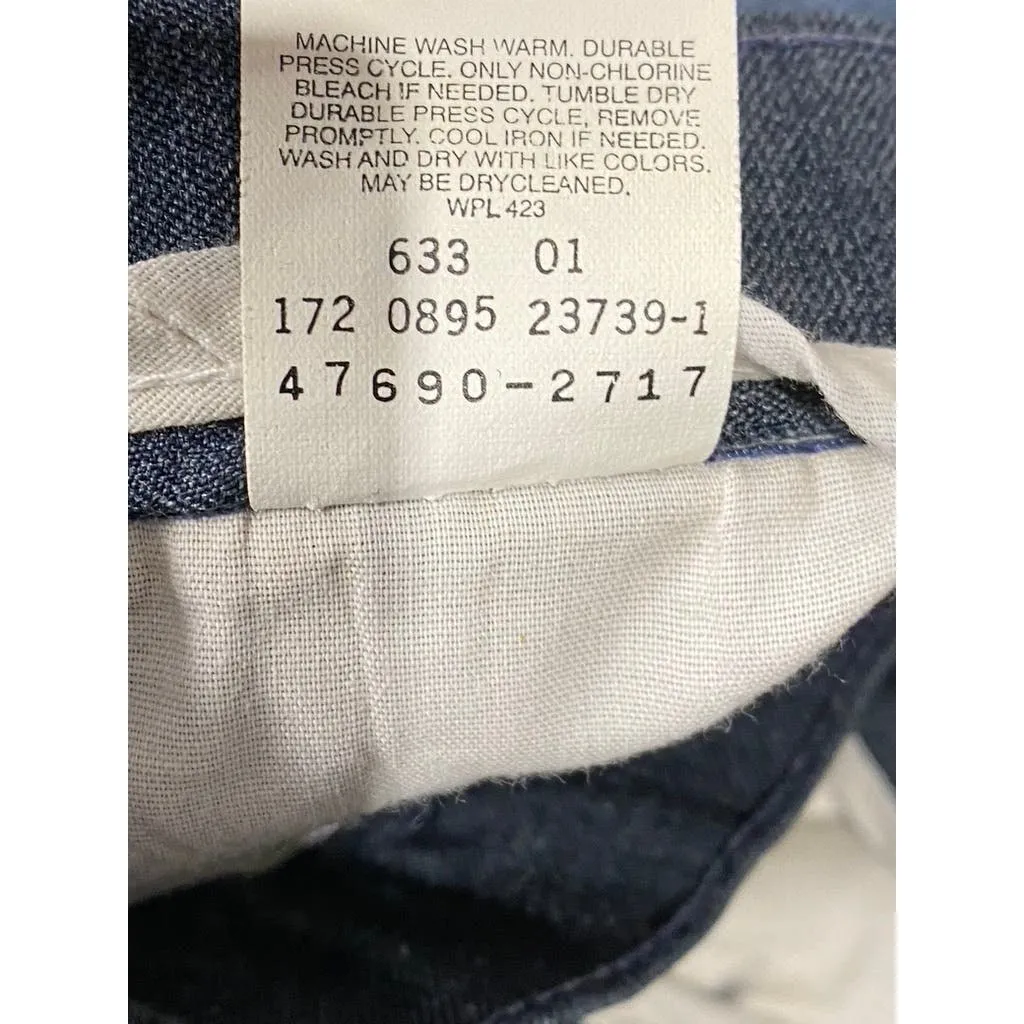 MACHINE WASH WARM. DURABLE
PRESS CYCLE. ONLY NON-CHLORINE
BLEACH IF NEEDED. TUMBLE DRY
DURABLE PRESS CYCLE, REMOVE
PROMPTLY. COOL IRON IF NEEDED.
WASH AND DRY WITH LIKE COLORS.
MAY BE DRYCLEANED.
WPL 423
633 01
172 0895 23739-1
47690-2717